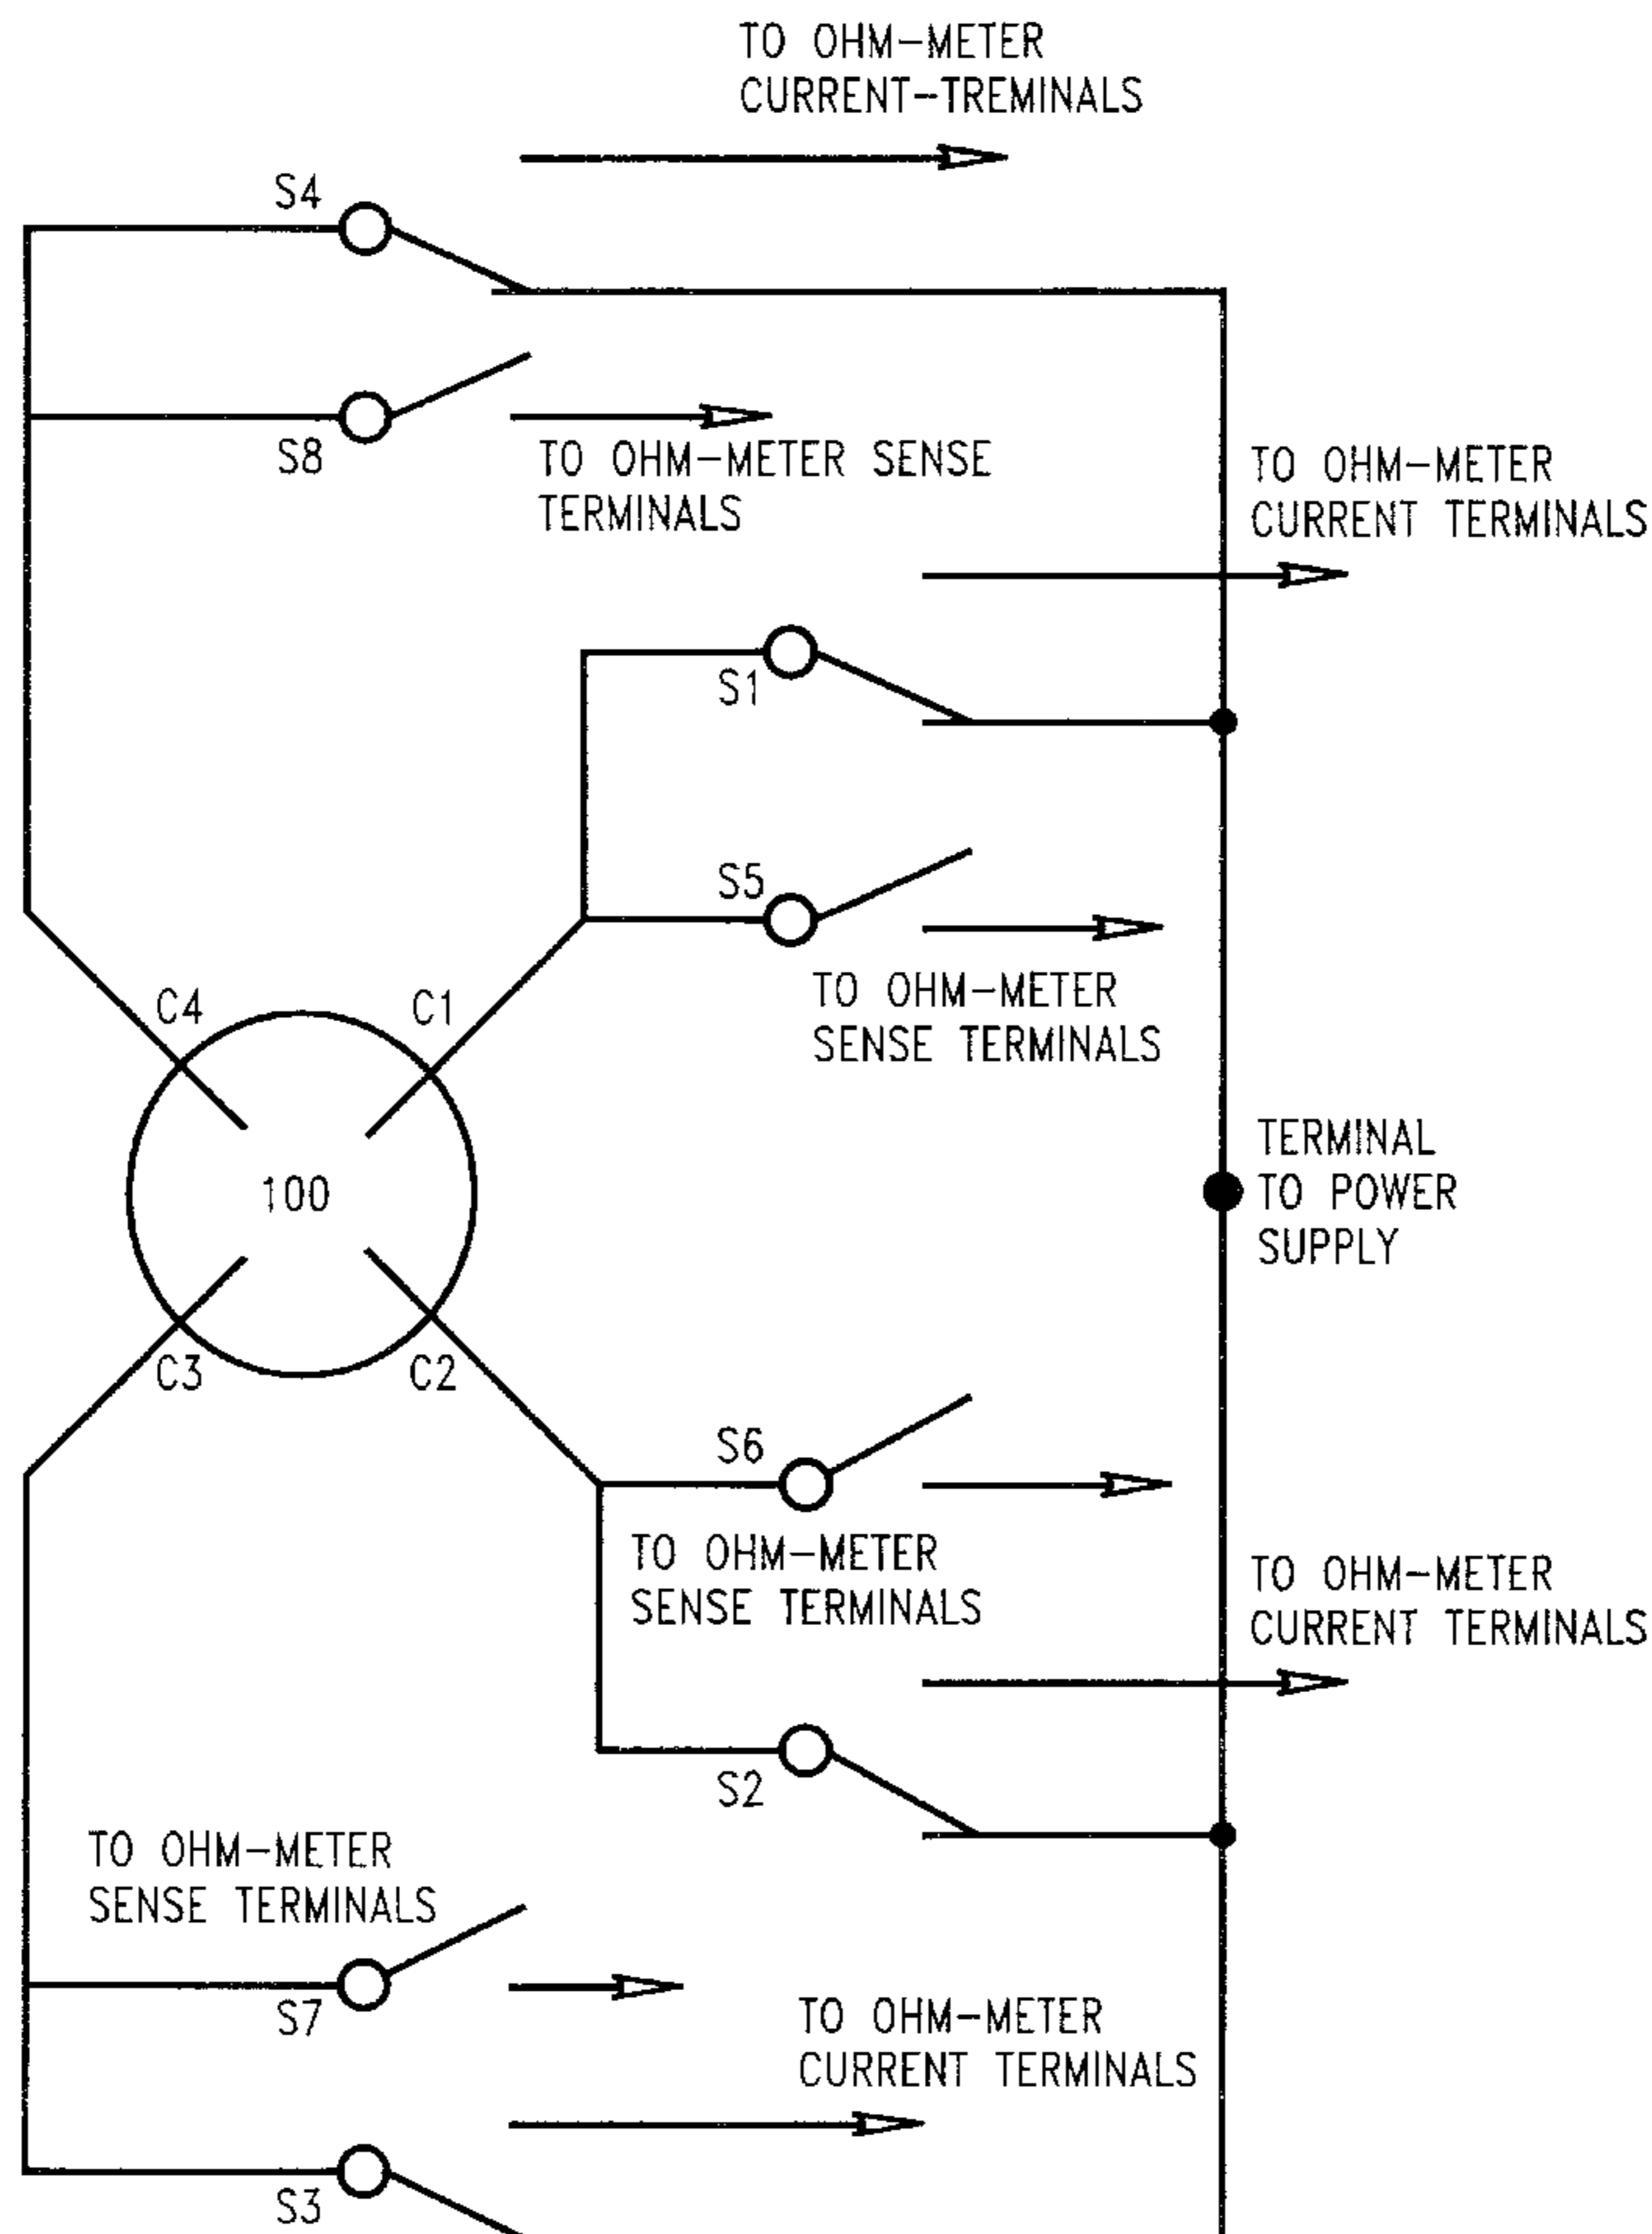 TO OHM-METER
CURRENT-TREMINALS
S4
S8
TO OHM-METER SENSE
TERMINALS
TO OHM-METER
CURRENT TERMINALS
S1
S5
TO OHM-METER
SENSE TERMINALS
C4
C1
100
TERMINAL
TO POWER
SUPPLY
C3
C2
S6
TO OHM-METER
SENSE TERMINALS
TO OHM-METER
CURRENT TERMINALS
S2
TO OHM-METER
SENSE TERMINALS
S7
TO OHM-METER
CURRENT TERMINALS
S3